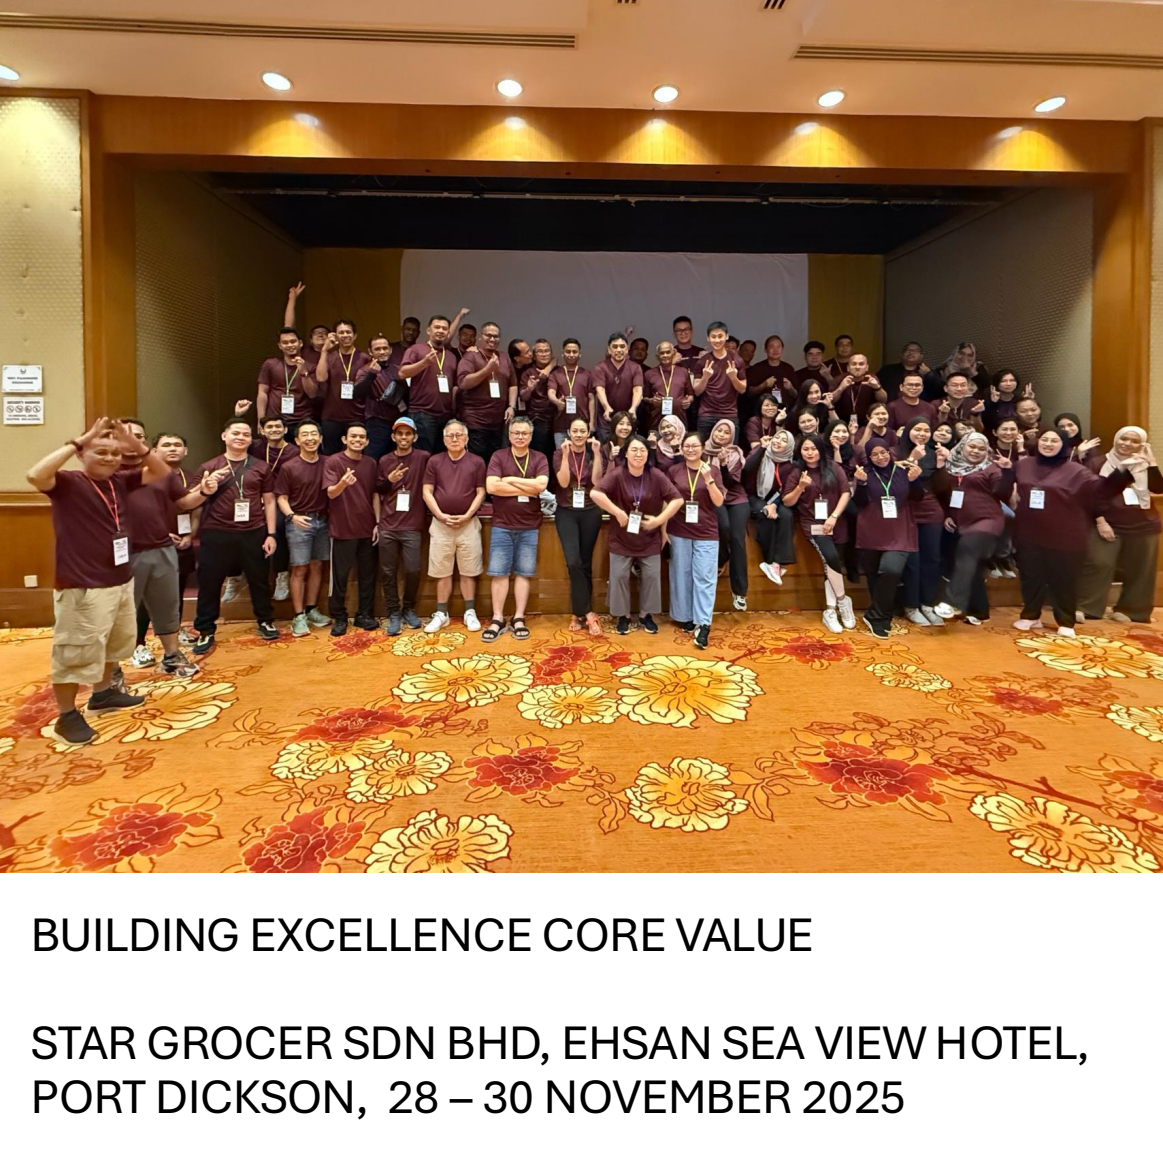 BUILDING EXCELLENCE CORE VALUE
STAR GROCER SDN BHD, EHSAN SEA VIEW HOTEL,
PORT DICKSON, 28 – 30 NOVEMBER 2025